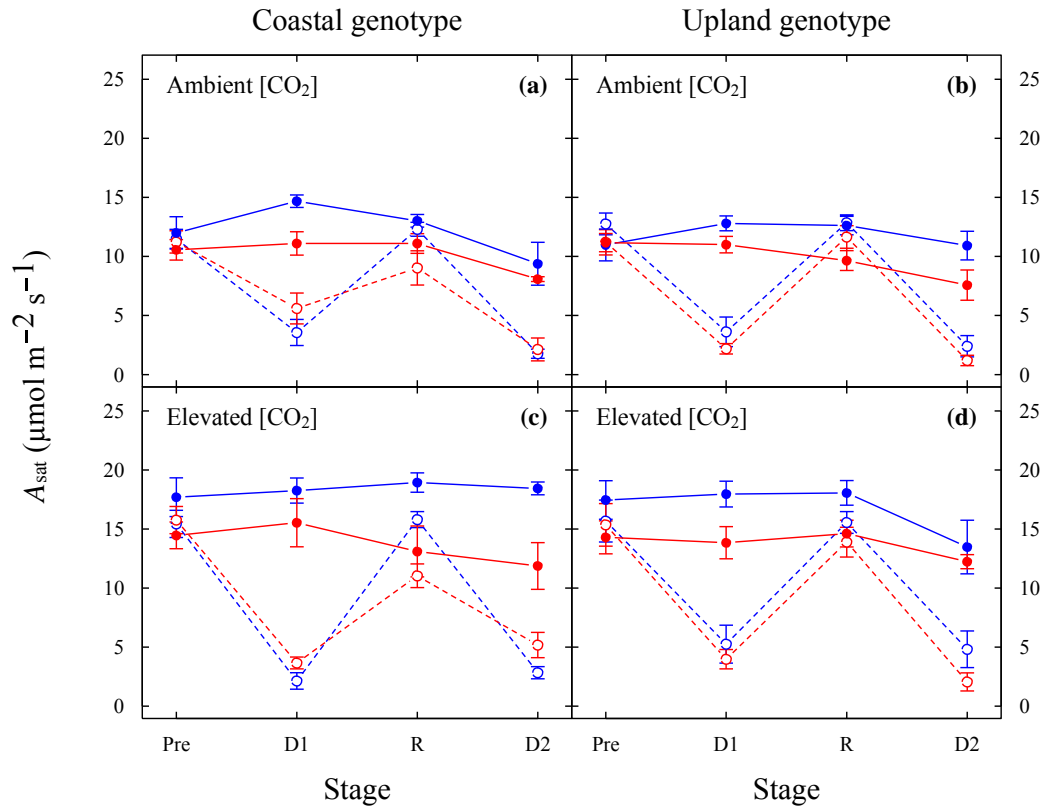 Coastal genotype Upland genotype
Ambient [CO₂] (a) Ambient [CO₂] (b)
25 25
20 20
15 15
10 10
5 5
0 0
Elevated [CO₂] (c) Elevated [CO₂] (d)
25 25
20 20
15 15
10 10
5 5
0 0
A_sat (μmol m⁻² s⁻¹)
Pre D1 R D2 Pre D1 R D2
Stage Stage